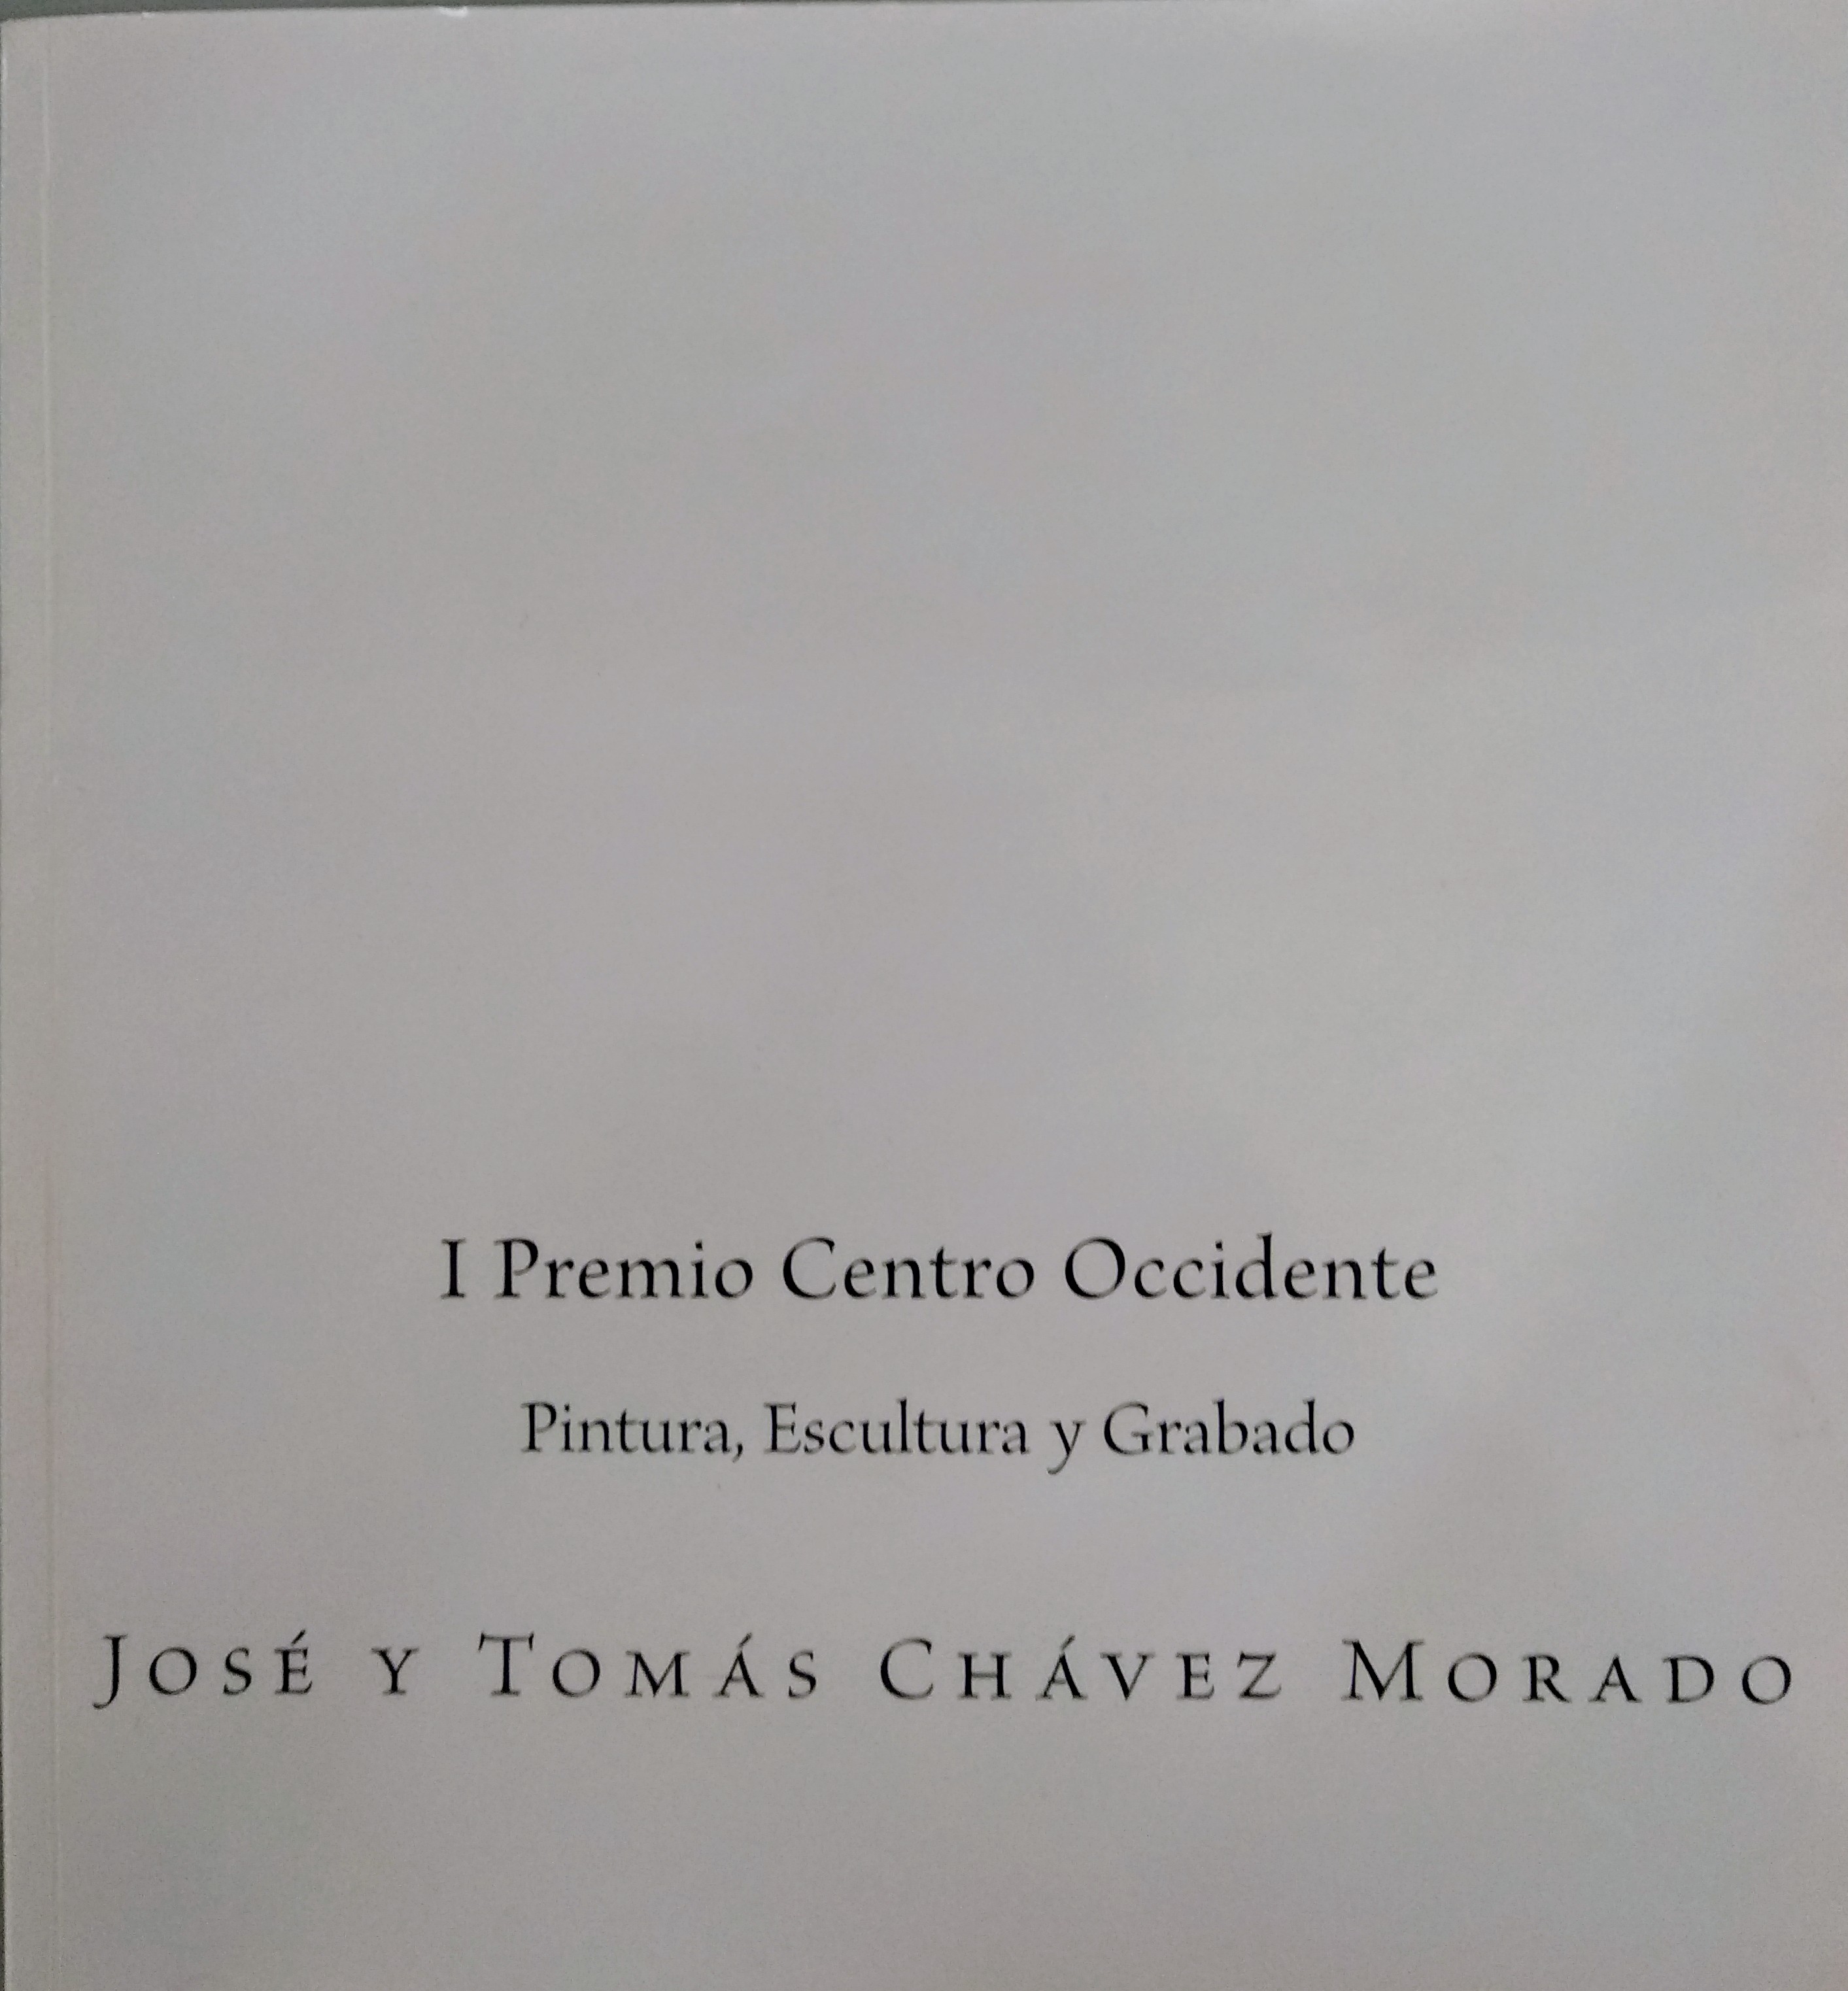 I Premio Centro Occidente
Pintura, Escultura y Grabado
JOSÉ Y TOMÁS CHÁVEZ MORADO